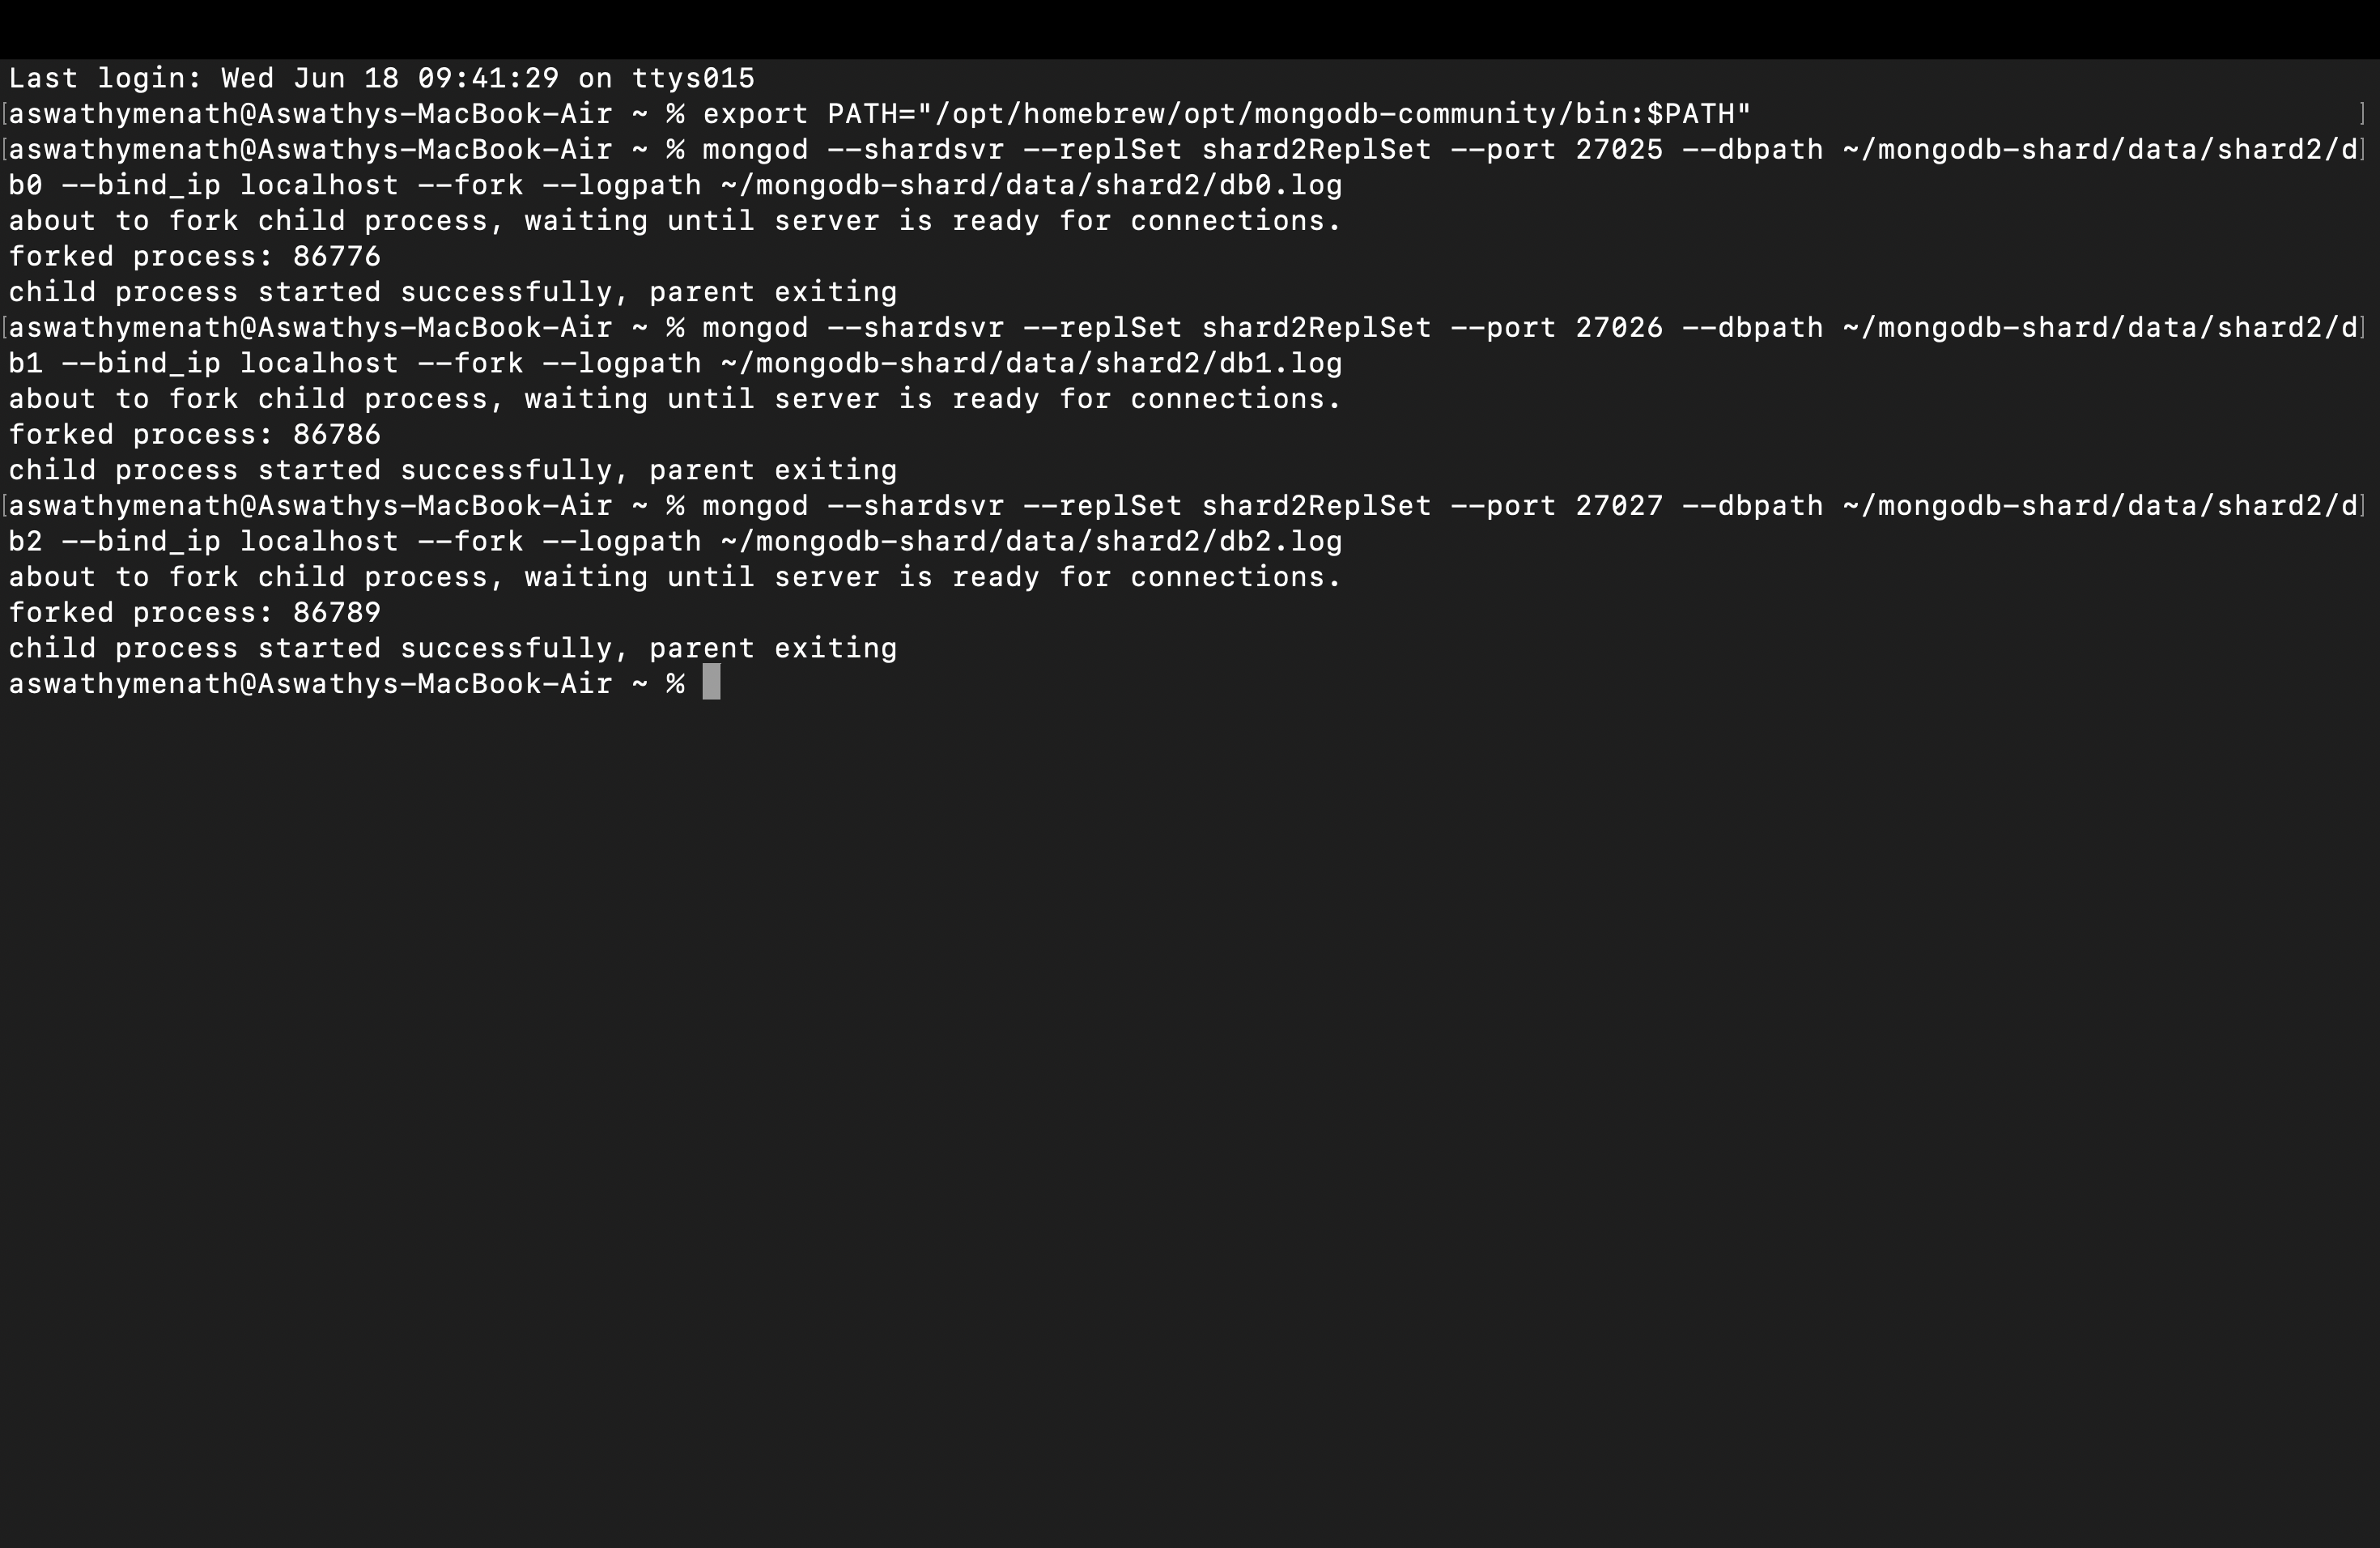 Last login: Wed Jun 18 09:41:29 on ttys015
[aswathymenath@Aswathys-MacBook-Air ~ % export PATH="/opt/homebrew/opt/mongodb-community/bin:$PATH" ]
[aswathymenath@Aswathys-MacBook-Air ~ % mongod --shardsvr --replSet shard2ReplSet --port 27025 --dbpath ~/mongodb-shard/data/shard2/d]
b0 --bind_ip localhost --fork --logpath ~/mongodb-shard/data/shard2/db0.log
about to fork child process, waiting until server is ready for connections.
forked process: 86776
child process started successfully, parent exiting
[aswathymenath@Aswathys-MacBook-Air ~ % mongod --shardsvr --replSet shard2ReplSet --port 27026 --dbpath ~/mongodb-shard/data/shard2/d]
b1 --bind_ip localhost --fork --logpath ~/mongodb-shard/data/shard2/db1.log
about to fork child process, waiting until server is ready for connections.
forked process: 86786
child process started successfully, parent exiting
[aswathymenath@Aswathys-MacBook-Air ~ % mongod --shardsvr --replSet shard2ReplSet --port 27027 --dbpath ~/mongodb-shard/data/shard2/d]
b2 --bind_ip localhost --fork --logpath ~/mongodb-shard/data/shard2/db2.log
about to fork child process, waiting until server is ready for connections.
forked process: 86789
child process started successfully, parent exiting
aswathymenath@Aswathys-MacBook-Air ~ %